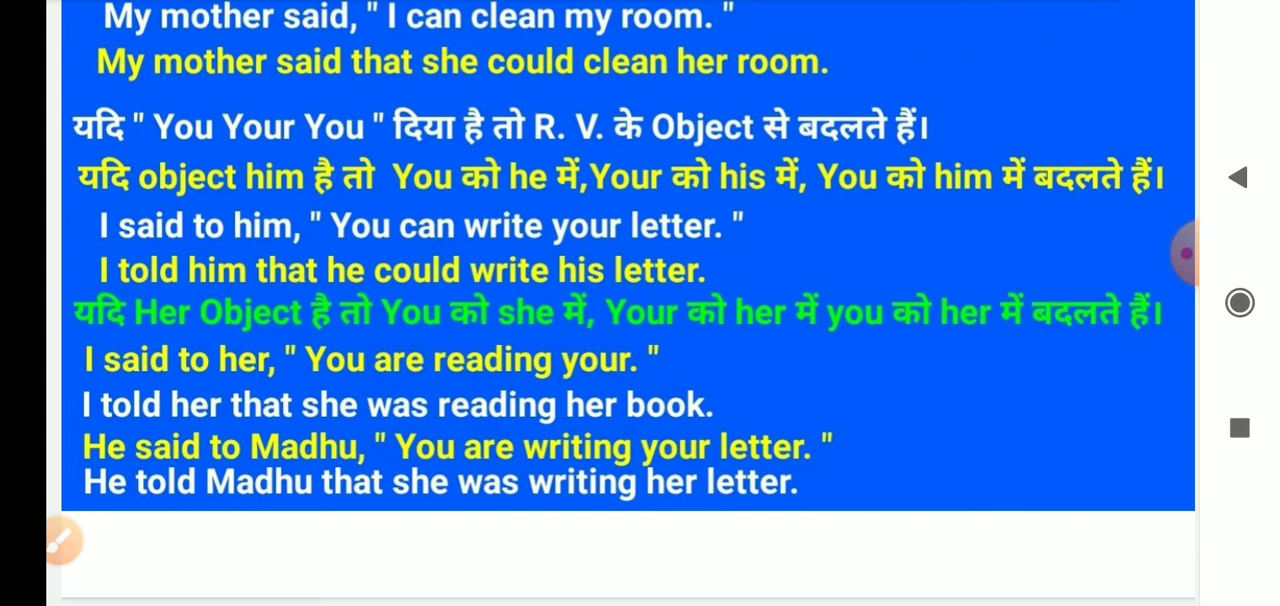 My mother said, " I can clean my room. "
My mother said that she could clean her room.
यदि " You Your You " दिया है तो R. V. के Object से बदलते हैं।
यदि object him है तो You को he में,Your को his में, You को him में बदलते हैं।
I said to him, " You can write your letter. "
I told him that he could write his letter.
यदि Her Object है तो You को she में, Your को her में you को her में बदलते हैं।
I said to her, " You are reading your. "
I told her that she was reading her book.
He said to Madhu, " You are writing your letter. "
He told Madhu that she was writing her letter.